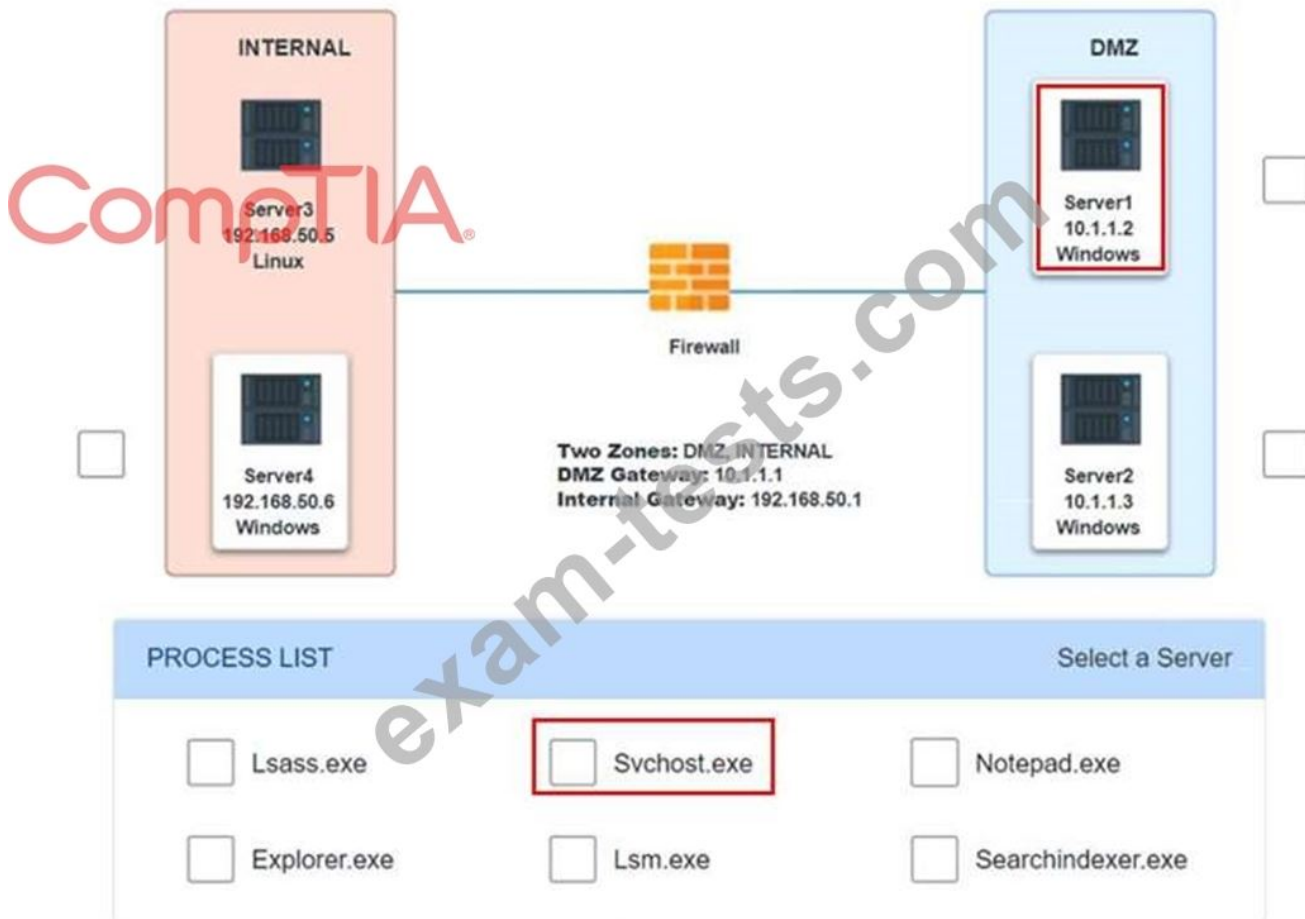 INTERNAL
Server3
192.168.50.5
Linux
Server4
192.168.50.6
Windows
CompTIA®
Firewall
Two Zones: DMZ, INTERNAL
DMZ Gateway: 10.1.1.1
Internal Gateway: 192.168.50.1
DMZ
Server1
10.1.1.2
Windows
Server2
10.1.1.3
Windows
exam-tests.com
PROCESS LIST
Select a Server
Lsass.exe
Svchost.exe
Notepad.exe
Explorer.exe
Lsm.exe
Searchindexer.exe